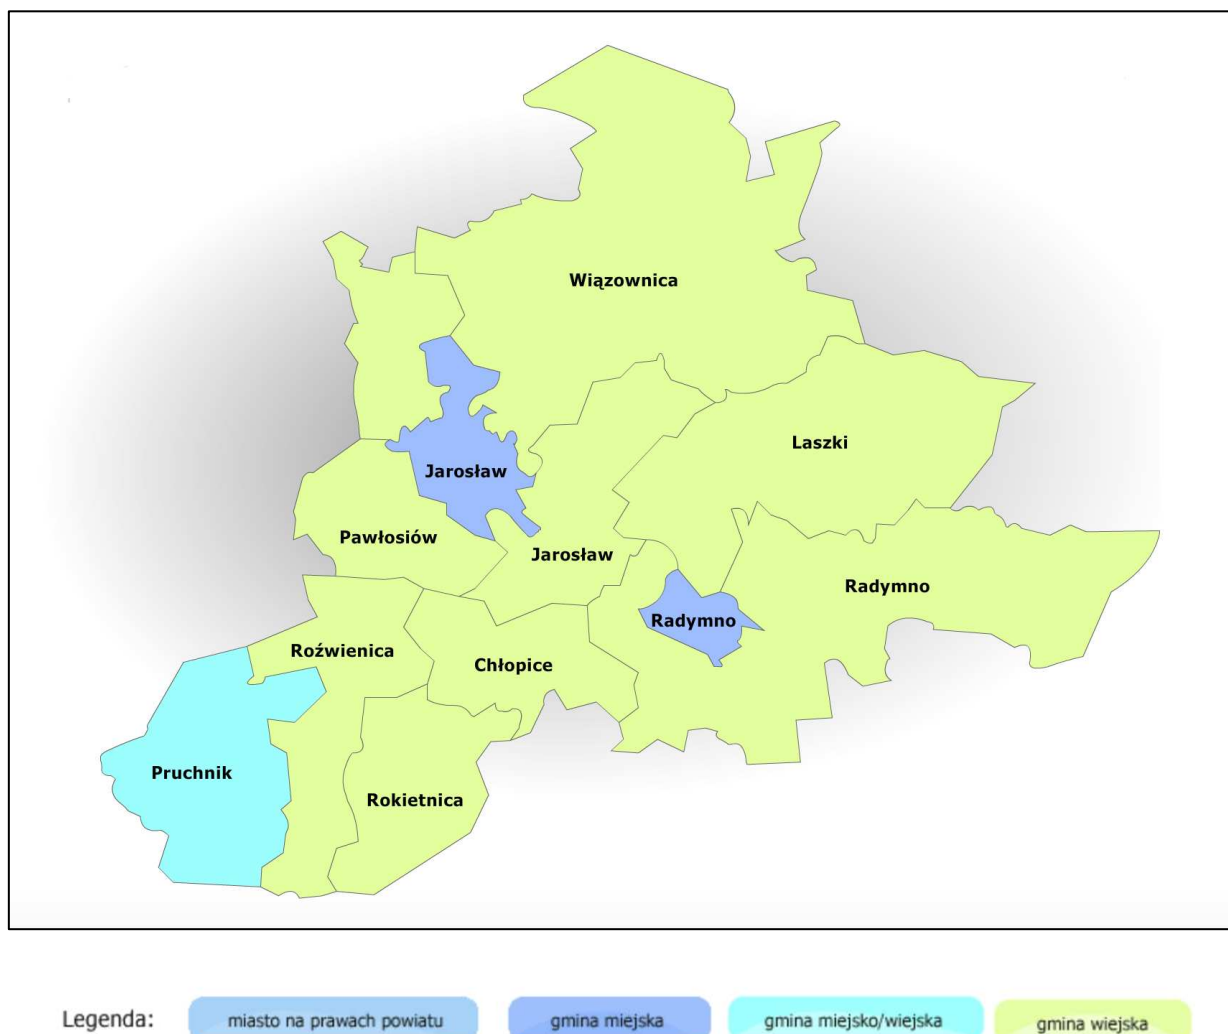 Wiązownica
Laszki
Jarosław
Pawłosiów
Jarosław
Radymno
Radymno
Roźwienica
Chłopice
Pruchnik
Rokietnica
Legenda: miasto na prawach powiatu gmina miejska gmina miejsko/wiejska gmina wiejska